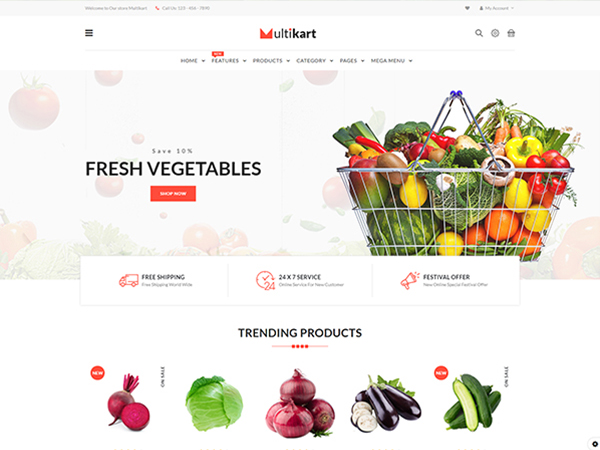 Welcome to Our store Multikart
Call Us: 123 - 456 - 7890
My Account
Multikart
HOME
NEW
FEATURES
PRODUCTS
CATEGORY
PAGES
MEGA MENU
Save 10%
FRESH VEGETABLES
SHOP NOW
FREE SHIPPING
Free Shipping World Wide
24 X 7 SERVICE
Online Service For New Customer
24
FESTIVAL OFFER
New Online Special Festival Offer
TRENDING PRODUCTS
NEW
ON SALE
NEW
ON SALE